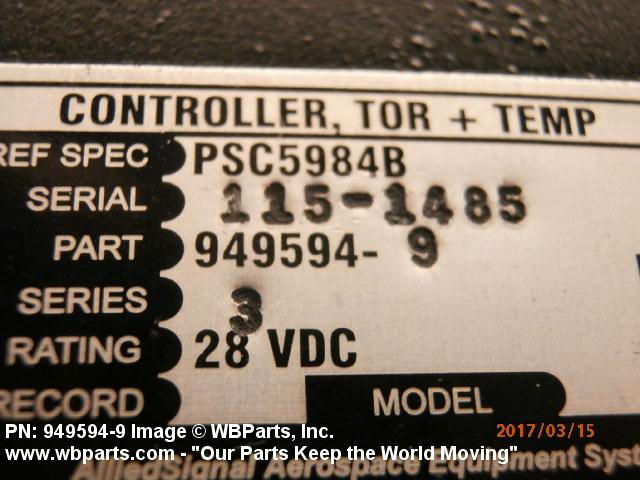 CONTROLLER, TOR + TEMP
REF SPEC PSC5984B
SERIAL 115-1485
PART 949594- 9
SERIES 3
RATING 28 VDC
RECORD MODEL
PN: 949594-9 Image © WBParts, Inc. 2017/03/15
www.wbparts.com - "Our Parts Keep the World Moving"
AlliedSignal Aerospace Equipment